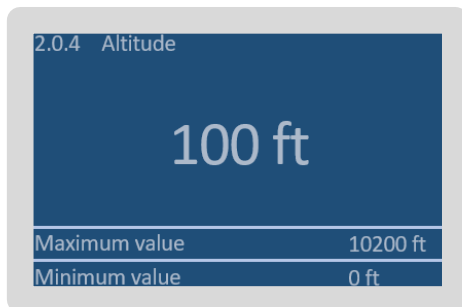 2.0.4 Altitude
100 ft
Maximum value 10200 ft
Minimum value 0 ft